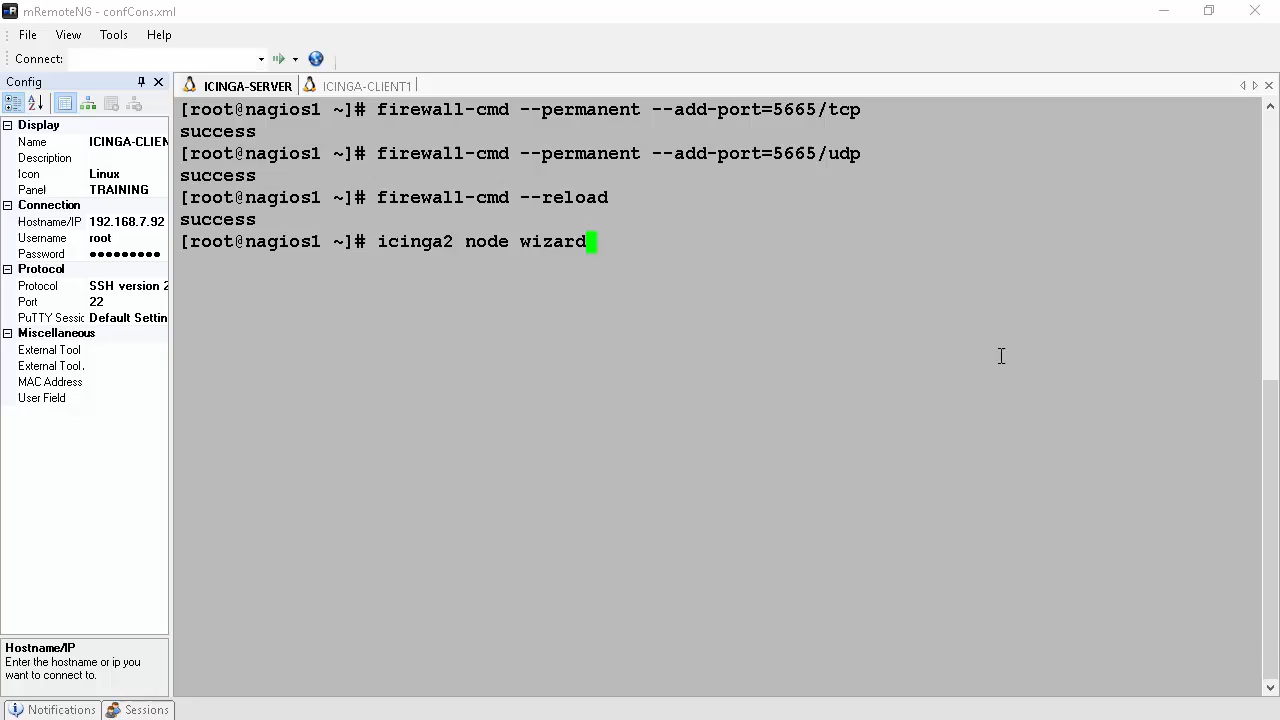 mRemoteNG - confCons.xml
File View Tools Help
Connect:
Config
ICINGA-SERVER ICINGA-CLIENT1
Display
Name ICINGA-CLIEN
Description
Icon Linux
Panel TRAINING
Connection
Hostname/IP 192.168.7.92
Username root
Password ●●●●●●●●●
Protocol
Protocol SSH version 2
Port 22
PuTTY Sessic Default Settin
Miscellaneous
External Tool
External Tool.
MAC Address
User Field
Hostname/IP
Enter the hostname or ip you
want to connect to.
Notifications Sessions
[root@nagios1 ~]# firewall-cmd --permanent --add-port=5665/tcp
success
[root@nagios1 ~]# firewall-cmd --permanent --add-port=5665/udp
success
[root@nagios1 ~]# firewall-cmd --reload
success
[root@nagios1 ~]# icinga2 node wizard